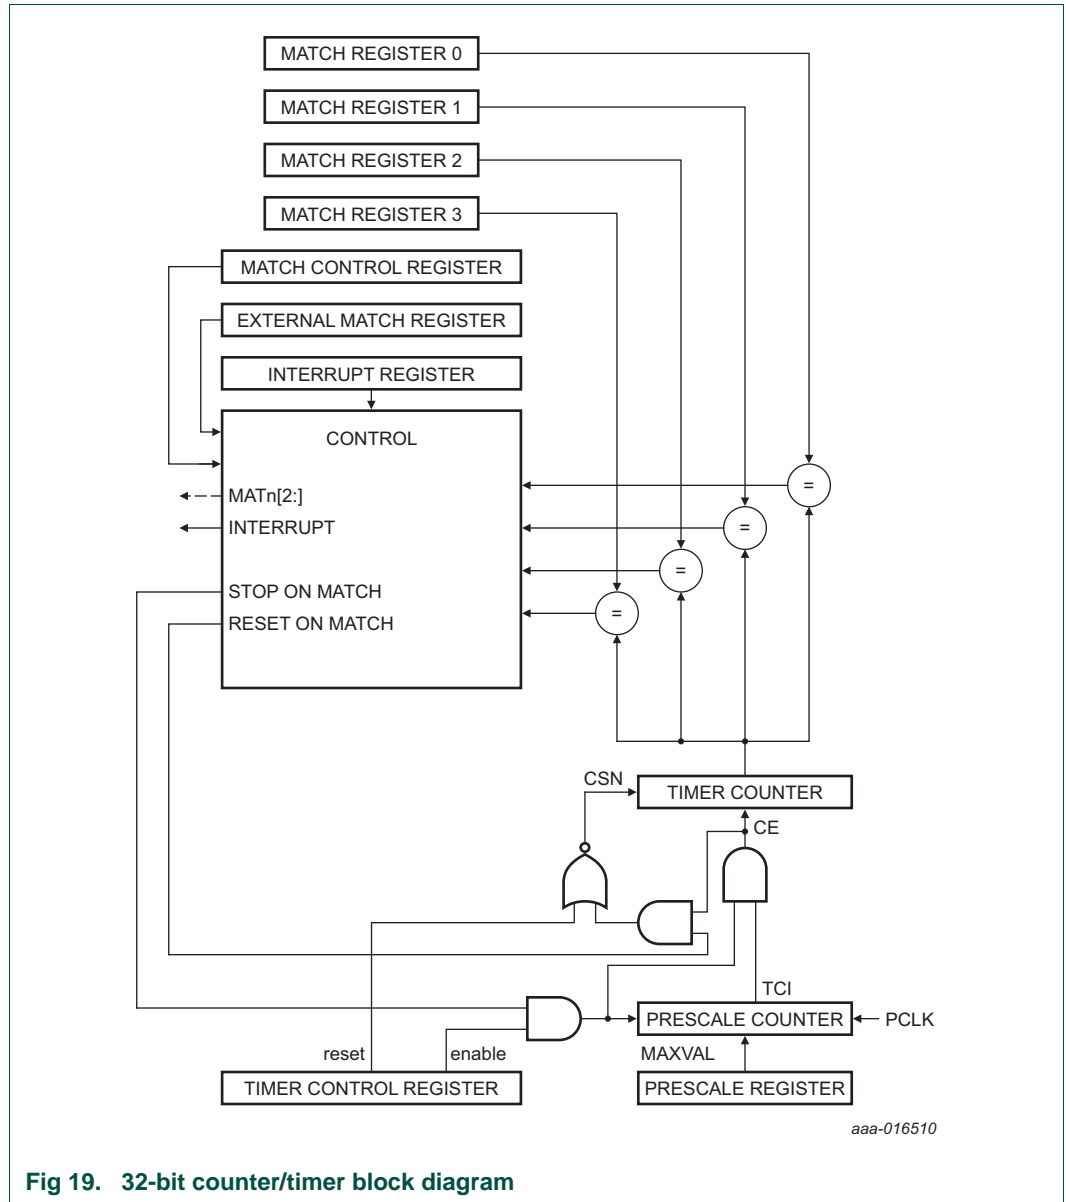 MATCH REGISTER 0
MATCH REGISTER 1
MATCH REGISTER 2
MATCH REGISTER 3
MATCH CONTROL REGISTER
EXTERNAL MATCH REGISTER
INTERRUPT REGISTER
CONTROL
=
MATn[2:]
INTERRUPT
=
=
STOP ON MATCH
=
RESET ON MATCH
CSN
TIMER COUNTER
CE
TCI
PRESCALE COUNTER
PCLK
reset
enable
MAXVAL
TIMER CONTROL REGISTER
PRESCALE REGISTER
aaa-016510
Fig 19. 32-bit counter/timer block diagram